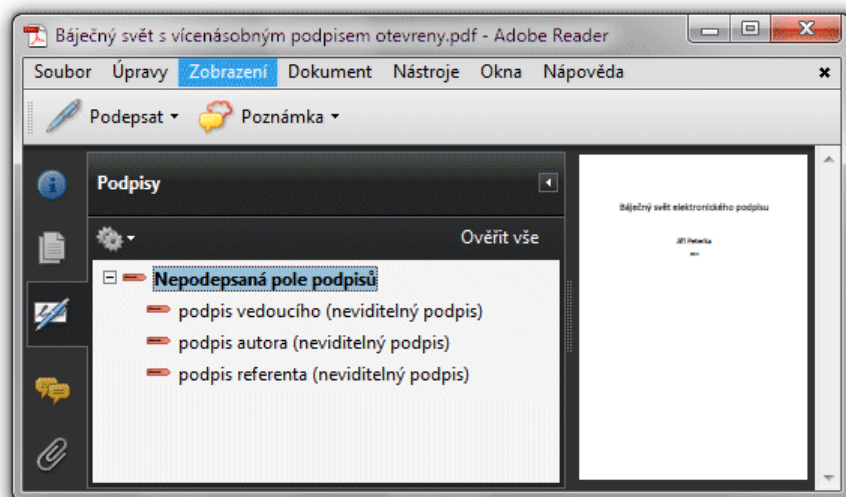 Báječný svět s vícenásobným podpisem otevreny.pdf - Adobe Reader
Soubor Úpravy Zobrazení Dokument Nástroje Okna Nápověda
Podepsat Poznámka
Podpisy
Ověřit vše
Nepodepsaná pole podpisů
podpis vedoucího (neviditelný podpis)
podpis autora (neviditelný podpis)
podpis referenta (neviditelný podpis)
Báječný svět elektronického podpisu
Jiří Peterka